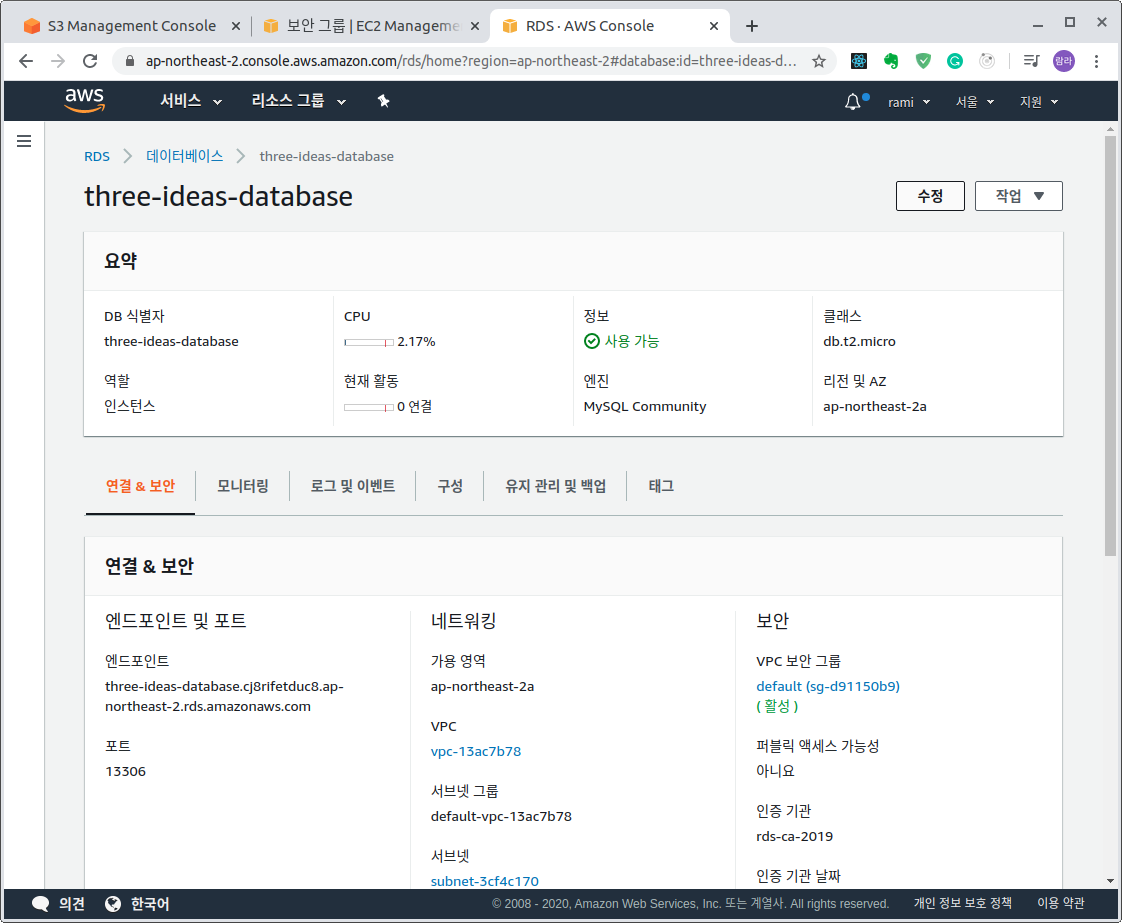 S3 Management Console
보안 그룹 | EC2 Manageme
RDS · AWS Console
ap-northeast-2.console.aws.amazon.com/rds/home?region=ap-northeast-2#database:id=three-ideas-d...
람라
aws
서비스
리소스 그룹
rami
서울
지원
RDS
데이터베이스
three-ideas-database
three-ideas-database
수정
작업
요약
DB 식별자
three-ideas-database
CPU
2.17%
정보
사용 가능
클래스
db.t2.micro
역할
인스턴스
현재 활동
0 연결
엔진
MySQL Community
리전 및 AZ
ap-northeast-2a
연결 & 보안
모니터링
로그 및 이벤트
구성
유지 관리 및 백업
태그
연결 & 보안
엔드포인트 및 포트
엔드포인트
three-ideas-database.cj8rifetduc8.ap-
northeast-2.rds.amazonaws.com
포트
13306
네트워킹
가용 영역
ap-northeast-2a
VPC
vpc-13ac7b78
서브넷 그룹
default-vpc-13ac7b78
서브넷
subnet-3cf4c170
보안
VPC 보안 그룹
default (sg-d91150b9)
( 활성 )
퍼블릭 액세스 가능성
아니요
인증 기관
rds-ca-2019
인증 기관 날짜
의견
한국어
© 2008 - 2020, Amazon Web Services, Inc. 또는 계열사. All rights reserved.
개인 정보 보호 정책
이용 약관